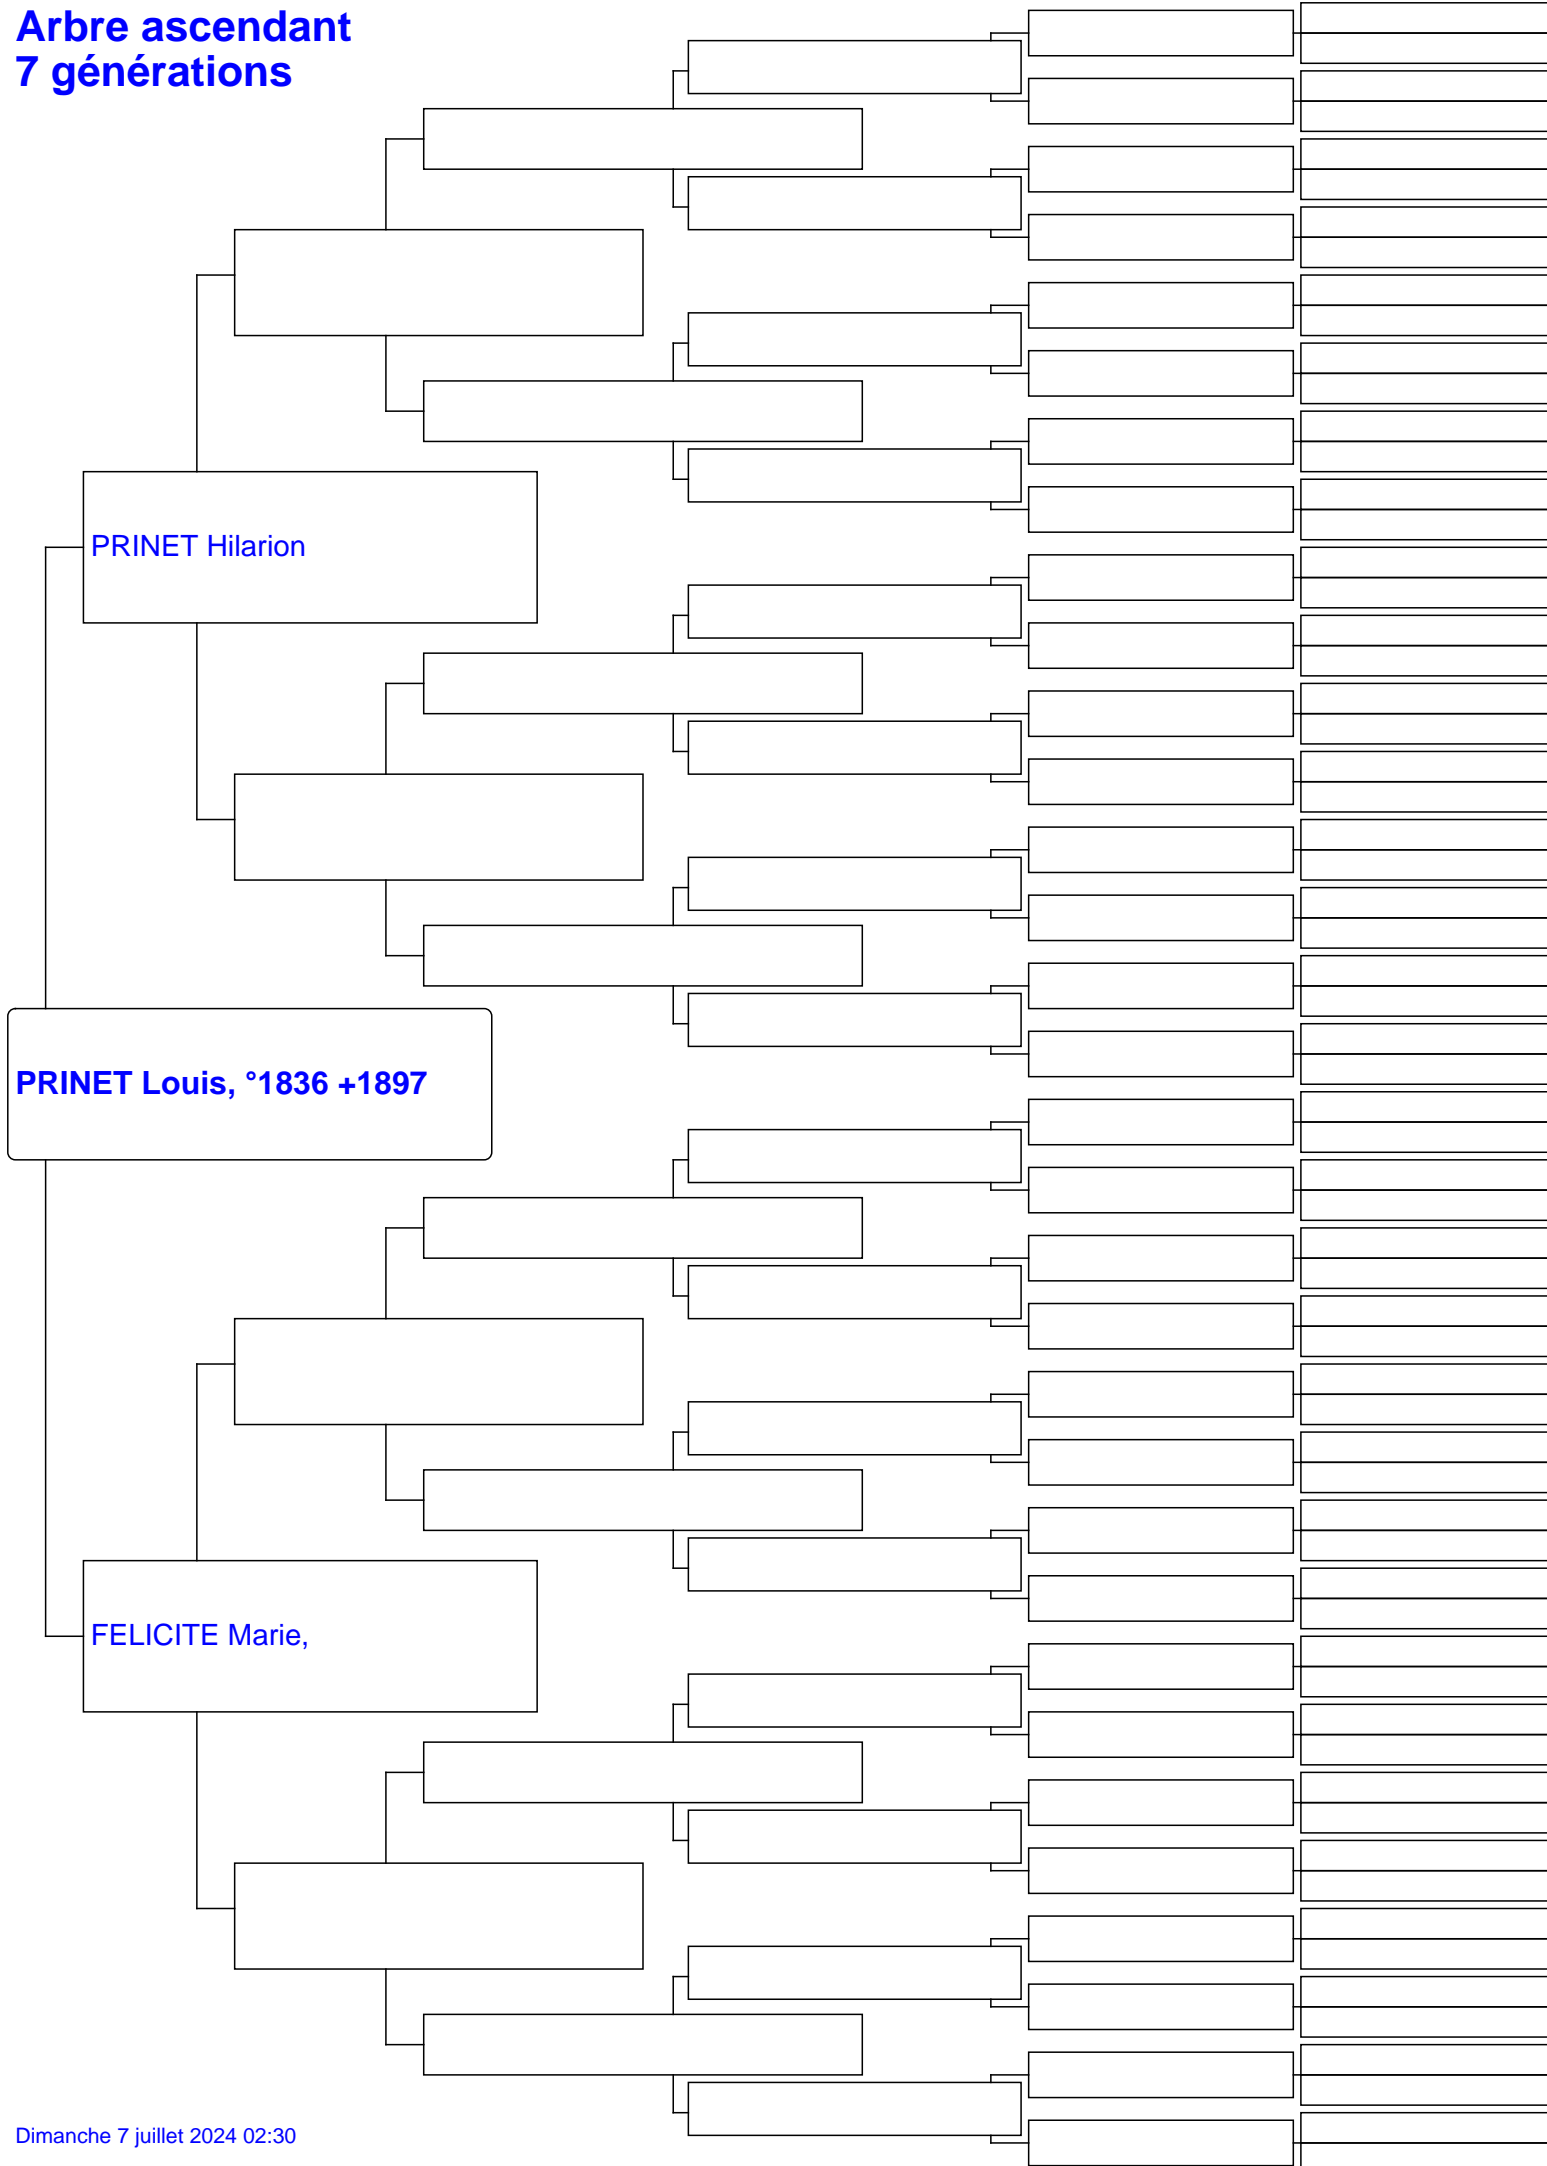 Arbre ascendant
7 générations
PRINET Hilarion
PRINET Louis, °1836 +1897
FELICITE Marie,
Dimanche 7 juillet 2024 02:30